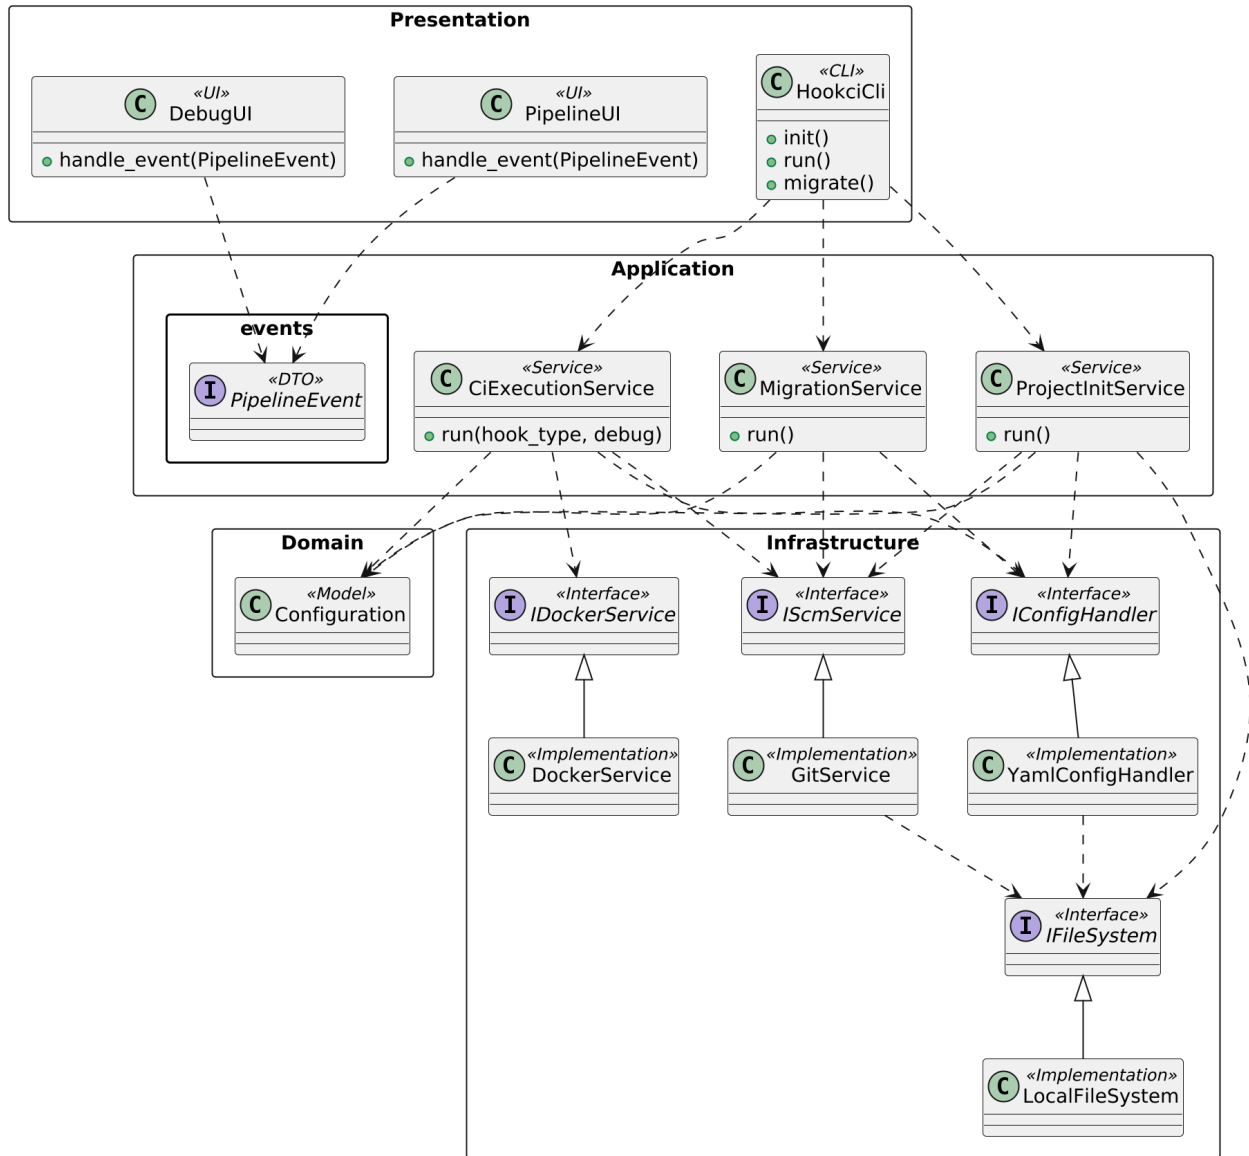 Presentation
«UI»
C DebugUI
handle_event(PipelineEvent)
«UI»
C PipelineUI
handle_event(PipelineEvent)
«CLI»
C HookciCli
init()
run()
migrate()
Application
events
«DTO»
I PipelineEvent
«Service»
C CiExecutionService
run(hook_type, debug)
«Service»
C MigrationService
run()
«Service»
C ProjectInitService
run()
Domain
«Model»
C Configuration
Infrastructure
«Interface»
I IDockerService
«Interface»
I IScmService
«Interface»
I IConfigHandler
«Implementation»
C DockerService
«Implementation»
C GitService
«Implementation»
C YamlConfigHandler
«Interface»
I IFileSystem
«Implementation»
C LocalFileSystem